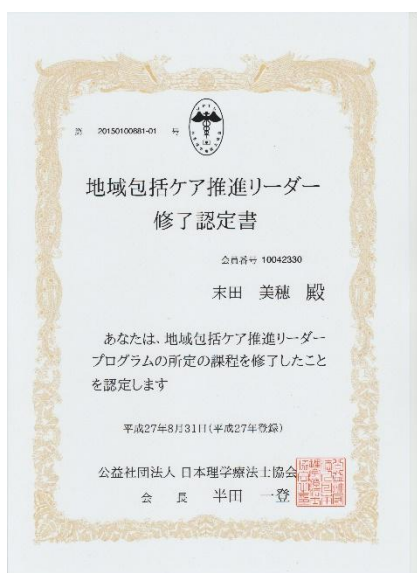 第 20150100681-01 号
地域包括ケア推進リーダー
修了認定書
会員番号 10042330
末田 美穂 殿
あなたは、地域包括ケア推進リーダー
プログラムの所定の課程を修了したこと
を認定します
平成27年8月31日(平成27年登録)
公益社団法人 日本理学療法士協会
会 長 半田 一登